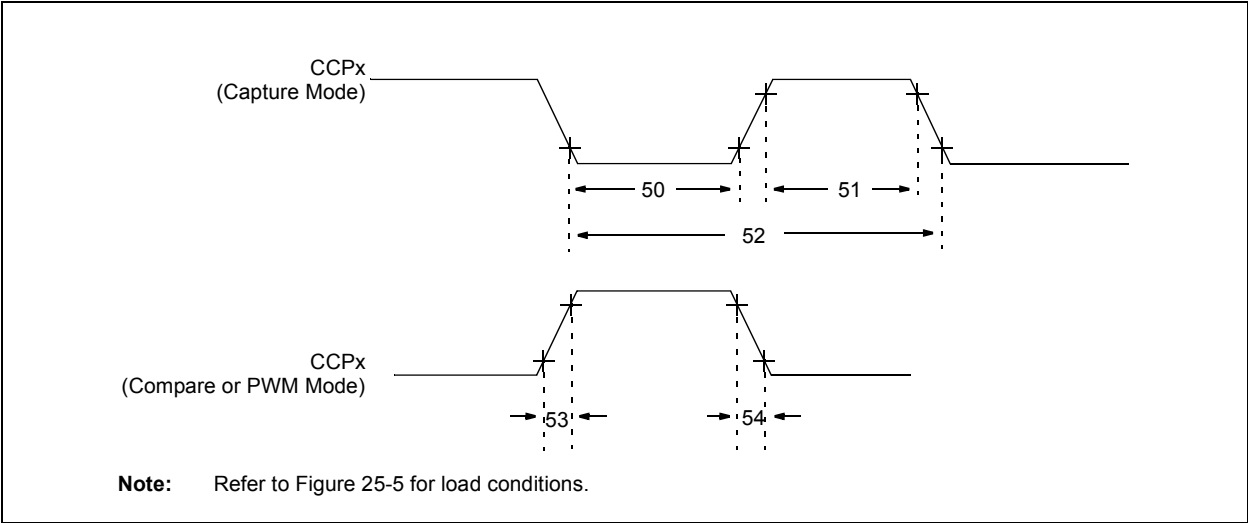 CCPx
(Capture Mode)
50
51
52
CCPx
(Compare or PWM Mode)
53
54
Note: Refer to Figure 25-5 for load conditions.